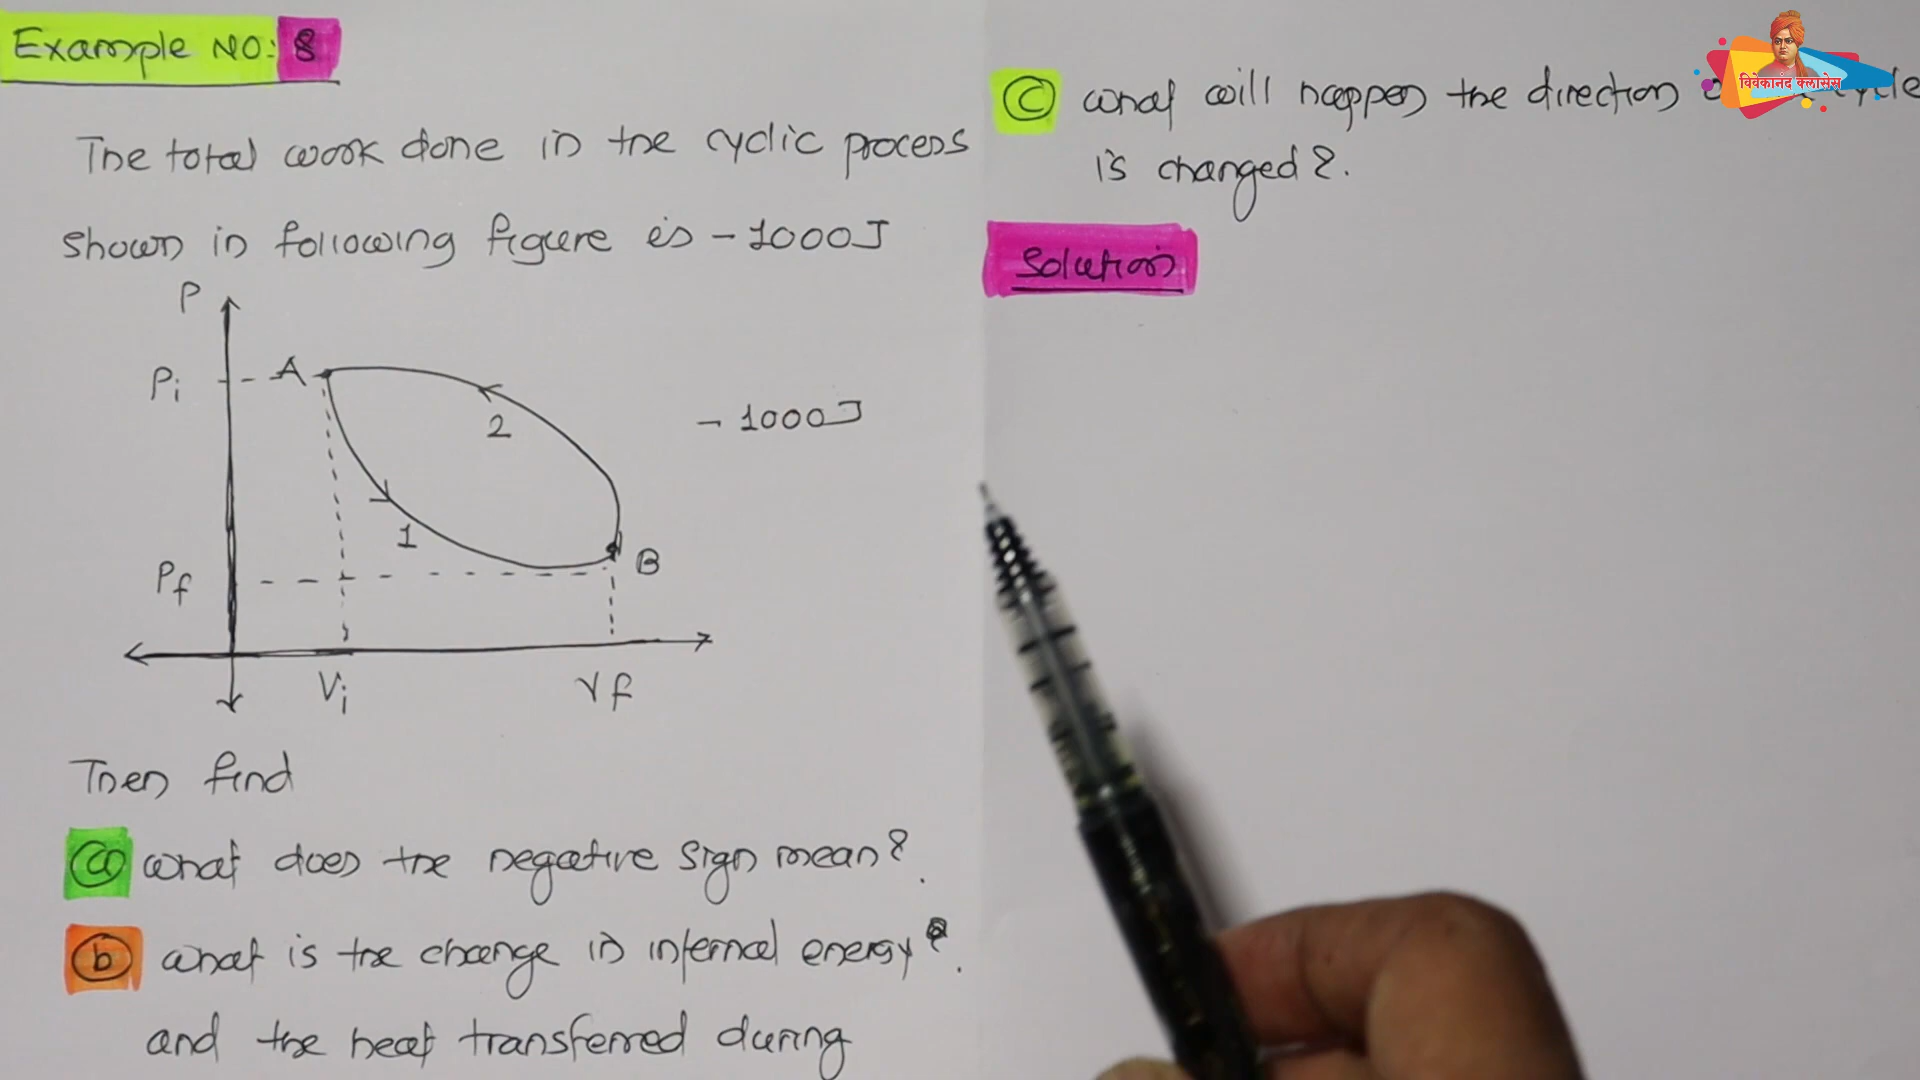 Example NO: 8
The total work done in the cyclic process
shown in following figure is - 1000J
P
Pi
A
2
- 1000J
1
Pf
B
Vi
Vf
Then find
a what does the negative sign mean?
b what is the change in internal energy?
and the heat transferred during
c what will happen the direction cycle
is changed?.
Solution
विवेकानंद क्लासेस